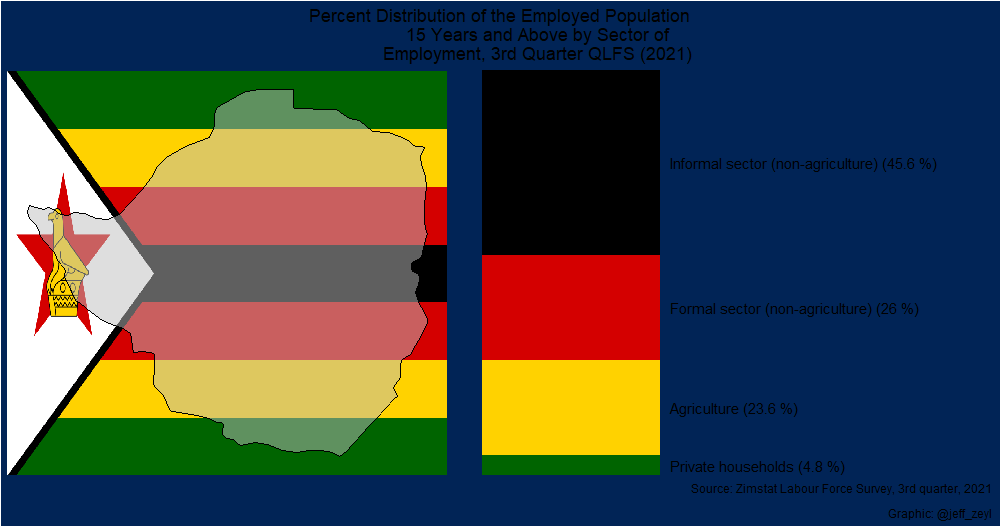 Percent Distribution of the Employed Population
15 Years and Above by Sector of
Employment, 3rd Quarter QLFS (2021)
Informal sector (non-agriculture) (45.6 %)
Formal sector (non-agriculture) (26 %)
Agriculture (23.6 %)
Private households (4.8 %)
Source: Zimstat Labour Force Survey, 3rd quarter, 2021
Graphic: @jeff_zeyl